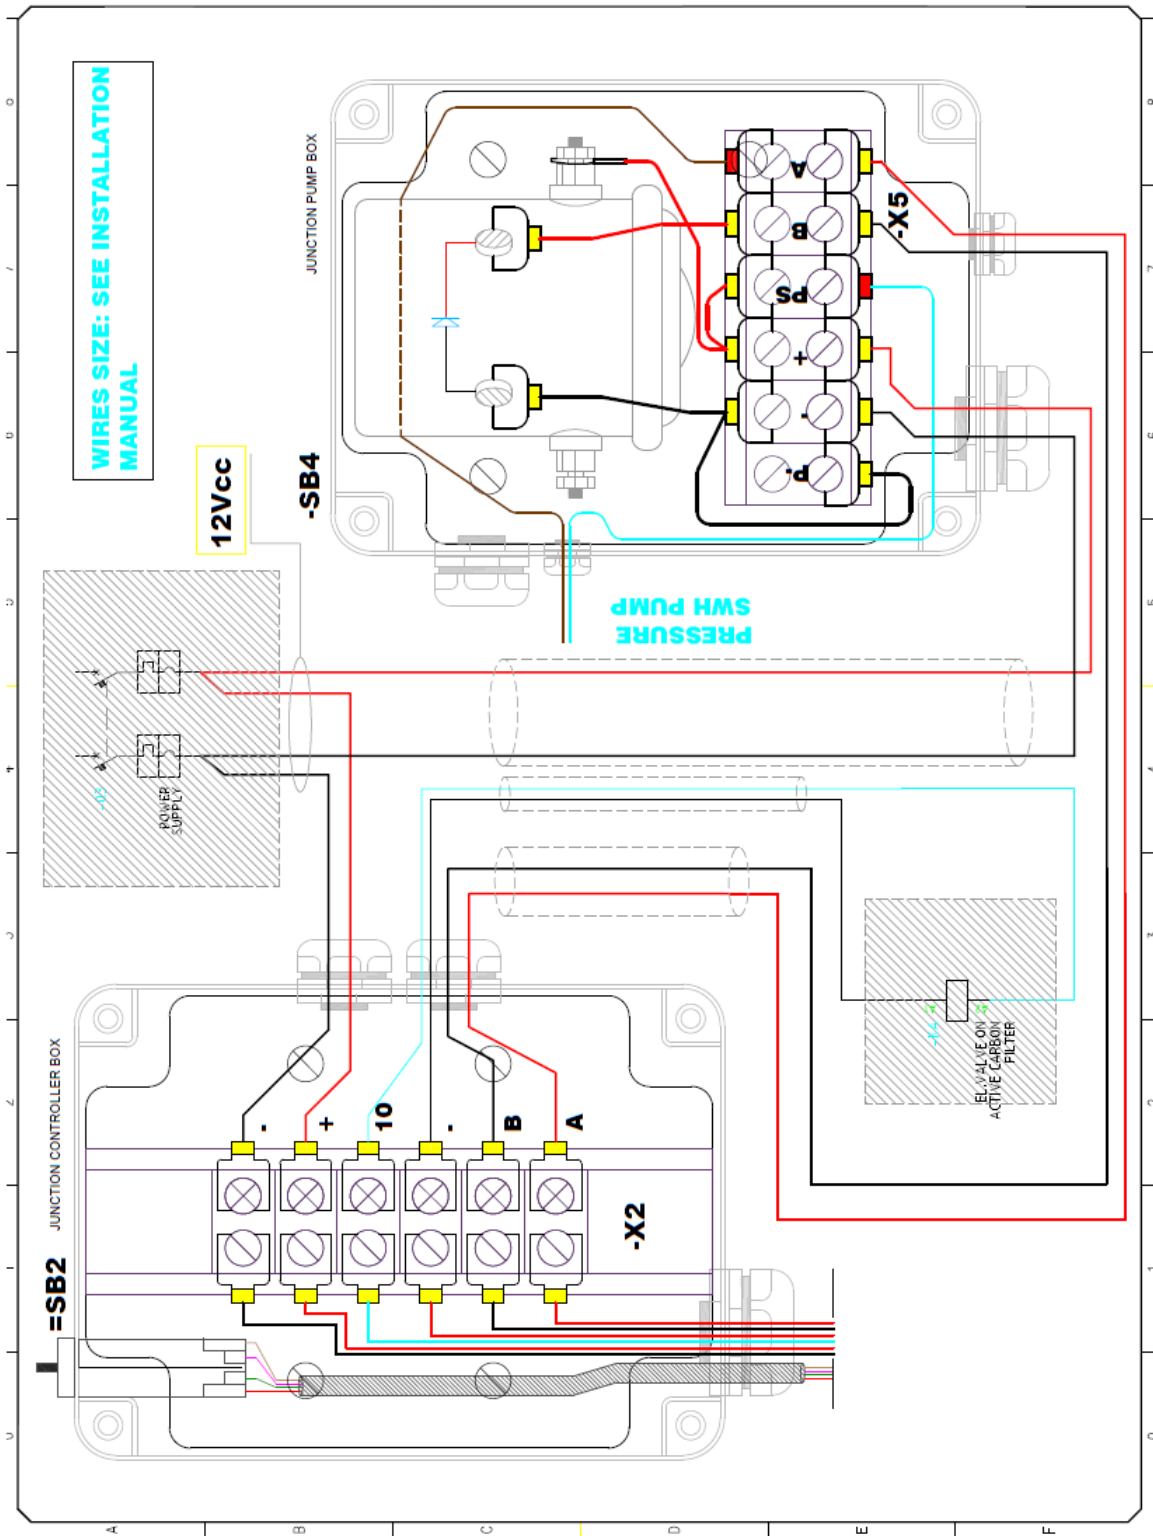 WIRES SIZE: SEE INSTALLATION
MANUAL
12Vcc
JUNCTION PUMP BOX
-SB4
A
B
PS
+
-
P-
-X5
PRESSURE
SWH PUMP
POWER
SUPPLY
JUNCTION CONTROLLER BOX
=SB2
-
+
10
-
B
A
-X2
EL.VALVE ON
ACTIVE CARBON
FILTER
A
B
C
D
E
F